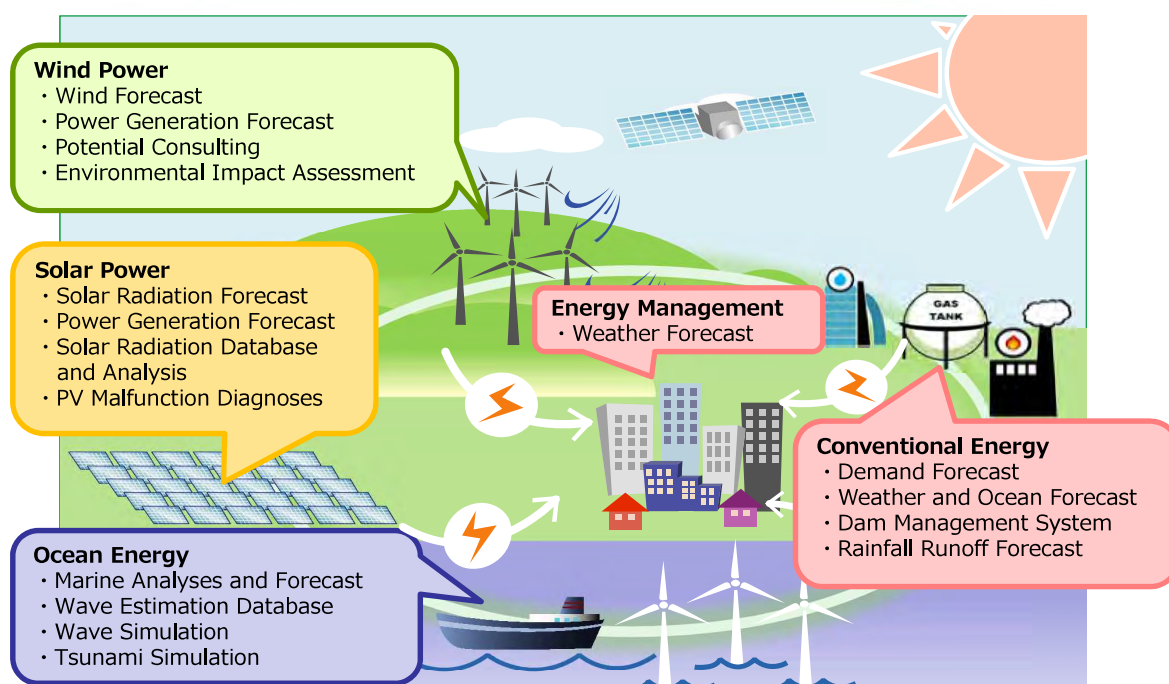 Wind Power
・Wind Forecast
・Power Generation Forecast
・Potential Consulting
・Environmental Impact Assessment
Solar Power
・Solar Radiation Forecast
・Power Generation Forecast
・Solar Radiation Database
and Analysis
・PV Malfunction Diagnoses
Energy Management
・Weather Forecast
GAS
TANK
Conventional Energy
・Demand Forecast
・Weather and Ocean Forecast
・Dam Management System
・Rainfall Runoff Forecast
Ocean Energy
・Marine Analyses and Forecast
・Wave Estimation Database
・Wave Simulation
・Tsunami Simulation